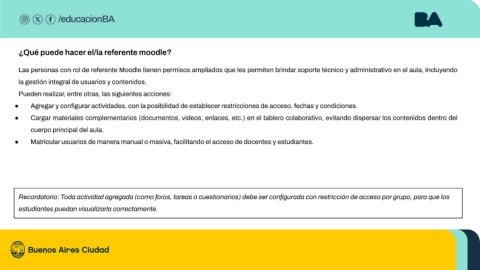 /educacionBA
BA
¿Qué puede hacer el/la referente moodle?
Las personas con rol de referente Moodle tienen permisos ampliados que les permiten brindar soporte técnico y administrativo en el aula, incluyendo
la gestión integral de usuarios y contenidos.
Pueden realizar, entre otras, las siguientes acciones:
● Agregar y configurar actividades, con la posibilidad de establecer restricciones de acceso, fechas y condiciones.
● Cargar materiales complementarios (documentos, videos, enlaces, etc.) en el tablero colaborativo, evitando dispersar los contenidos dentro del
cuerpo principal del aula.
● Matricular usuarios de manera manual o masiva, facilitando el acceso de docentes y estudiantes.
Recordatorio: Toda actividad agregada (como foros, tareas o cuestionarios) debe ser configurada con restricción de acceso por grupo, para que los
estudiantes puedan visualizarla correctamente.
Buenos Aires Ciudad